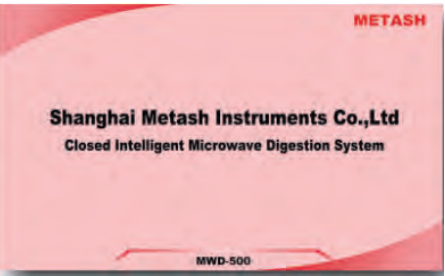 METASH
Shanghai Metash Instruments Co.,Ltd
Closed Intelligent Microwave Digestion System
MWD-500